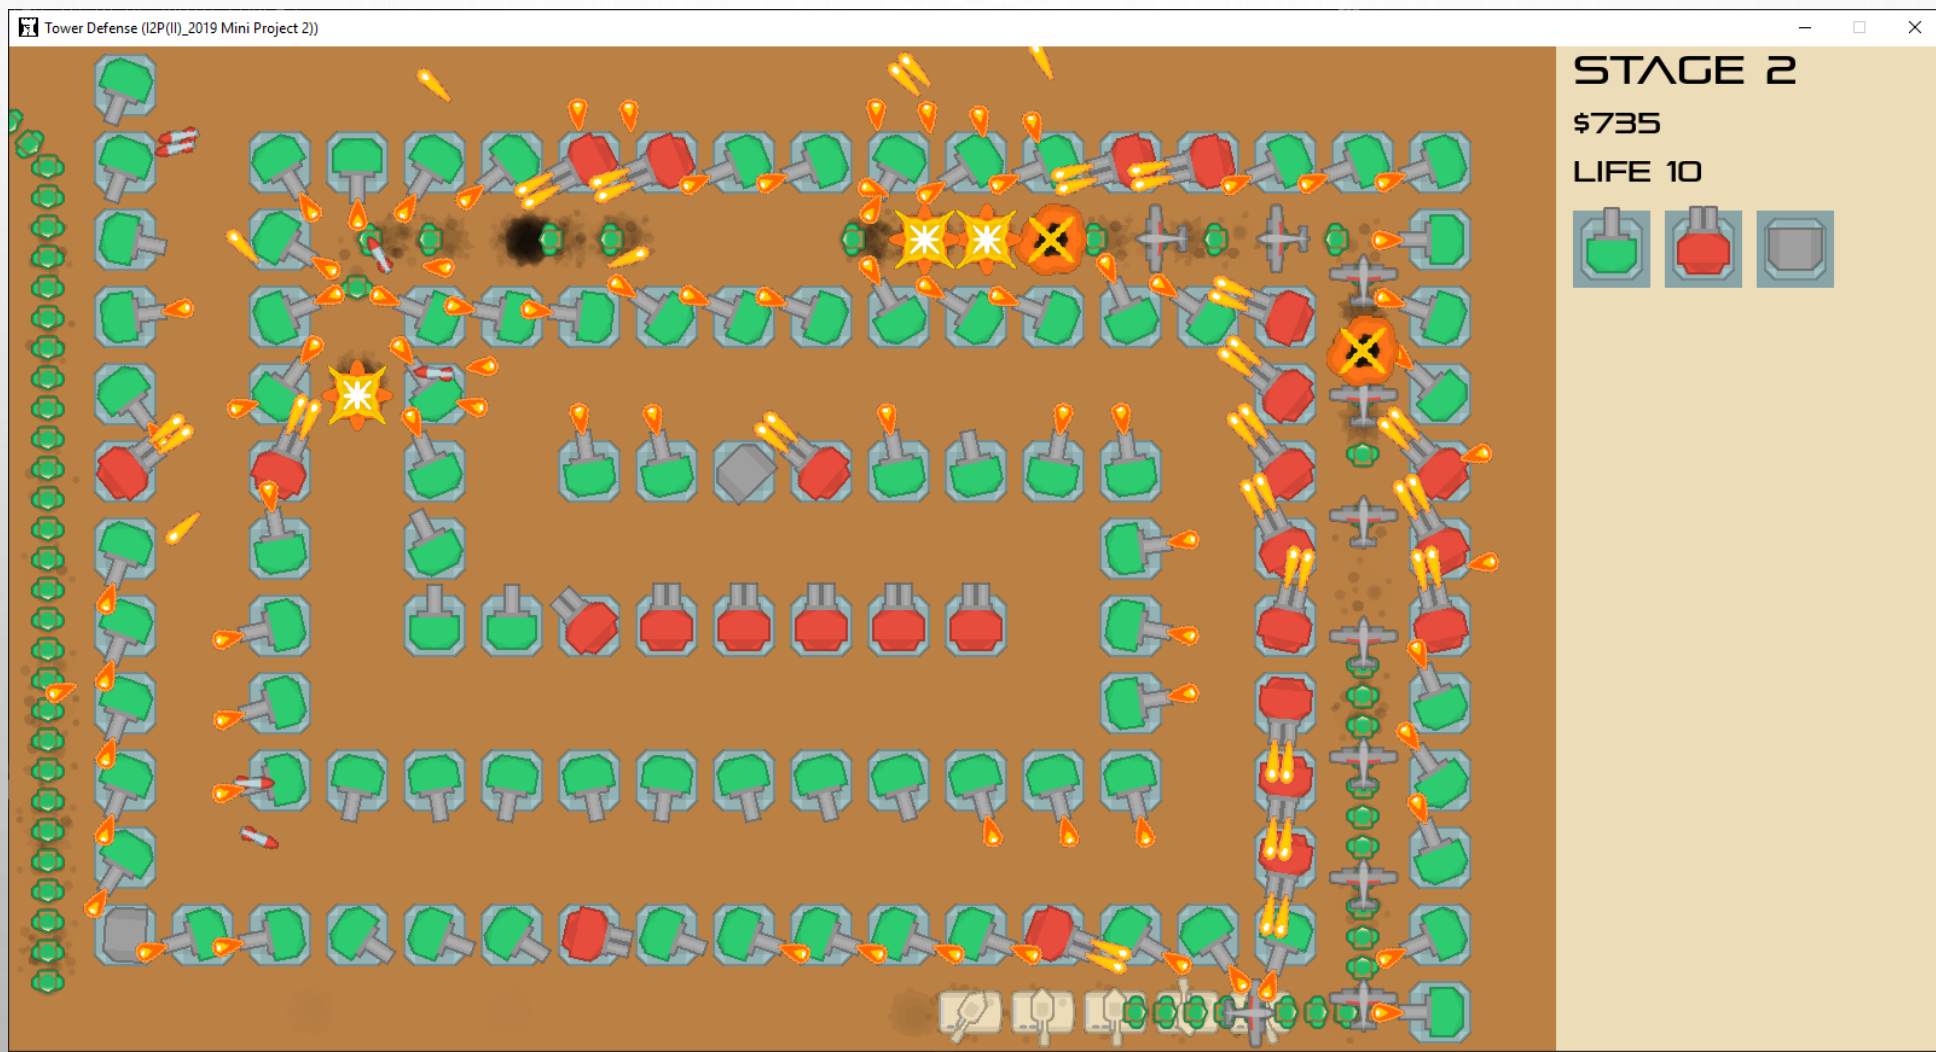 Tower Defense (I2P(II)_2019 Mini Project 2))
STAGE 2
$735
LIFE 10